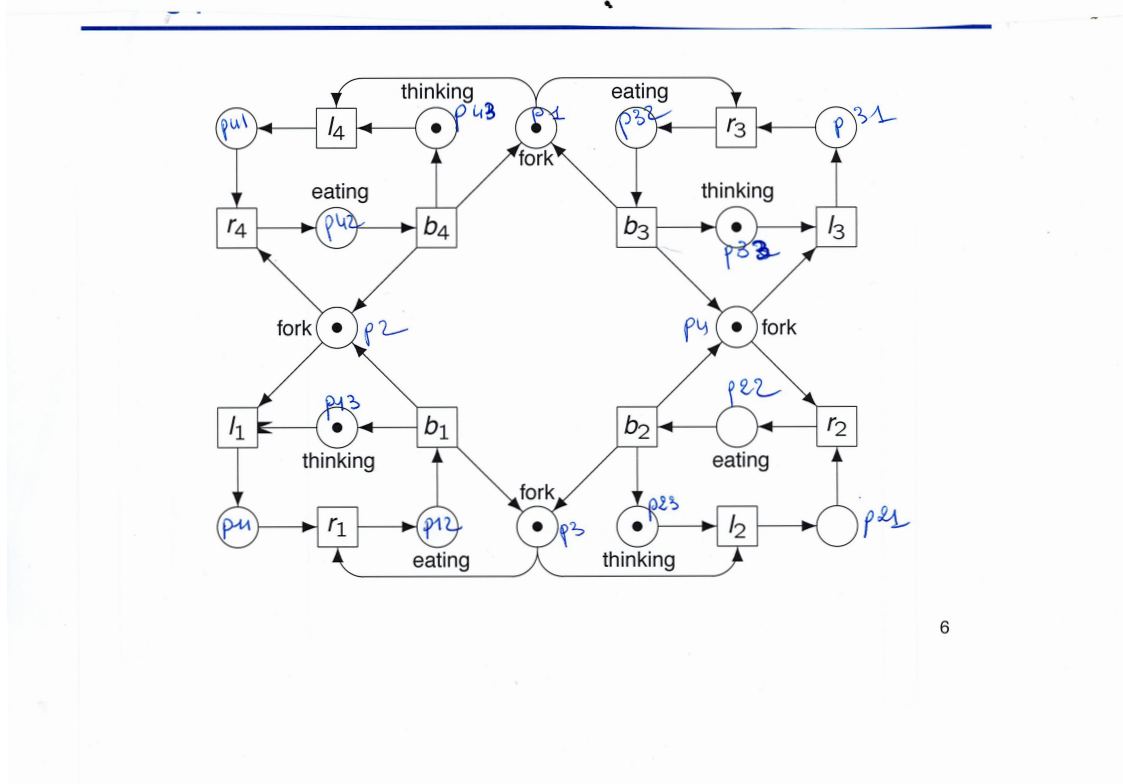 thinking
eating
p41
l4
p43
p1
p32
r3
p31
fork
eating
thinking
r4
p42
b4
b3
l3
p33
fork
p2
p4
fork
p13
p22
l1
b1
b2
r2
thinking
eating
fork
p23
p11
r1
p12
p3
l2
p21
eating
thinking
6